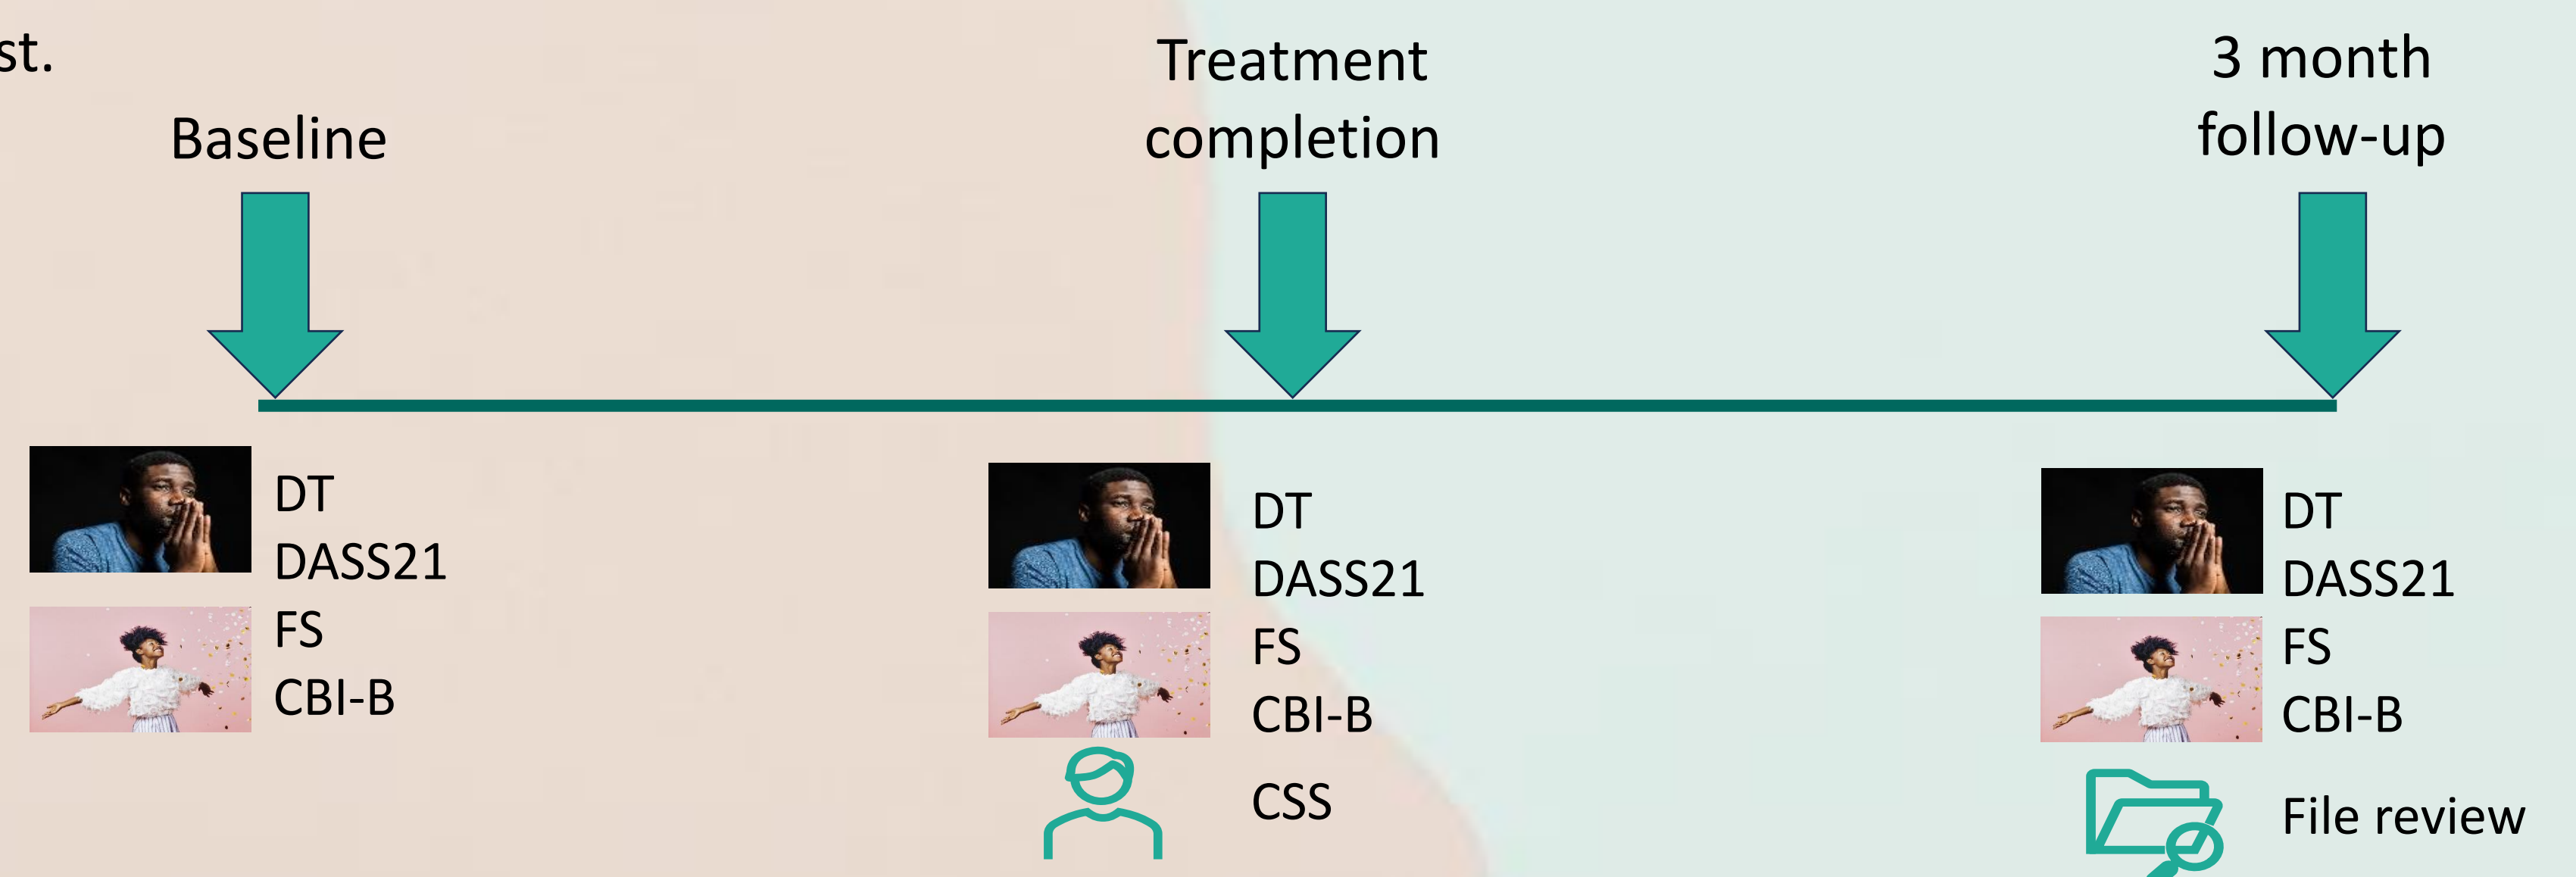 st.
Baseline
Treatment
completion
3 month
follow-up
DT
DASS21
FS
CBI-B
DT
DASS21
FS
CBI-B
CSS
DT
DASS21
FS
CBI-B
File review